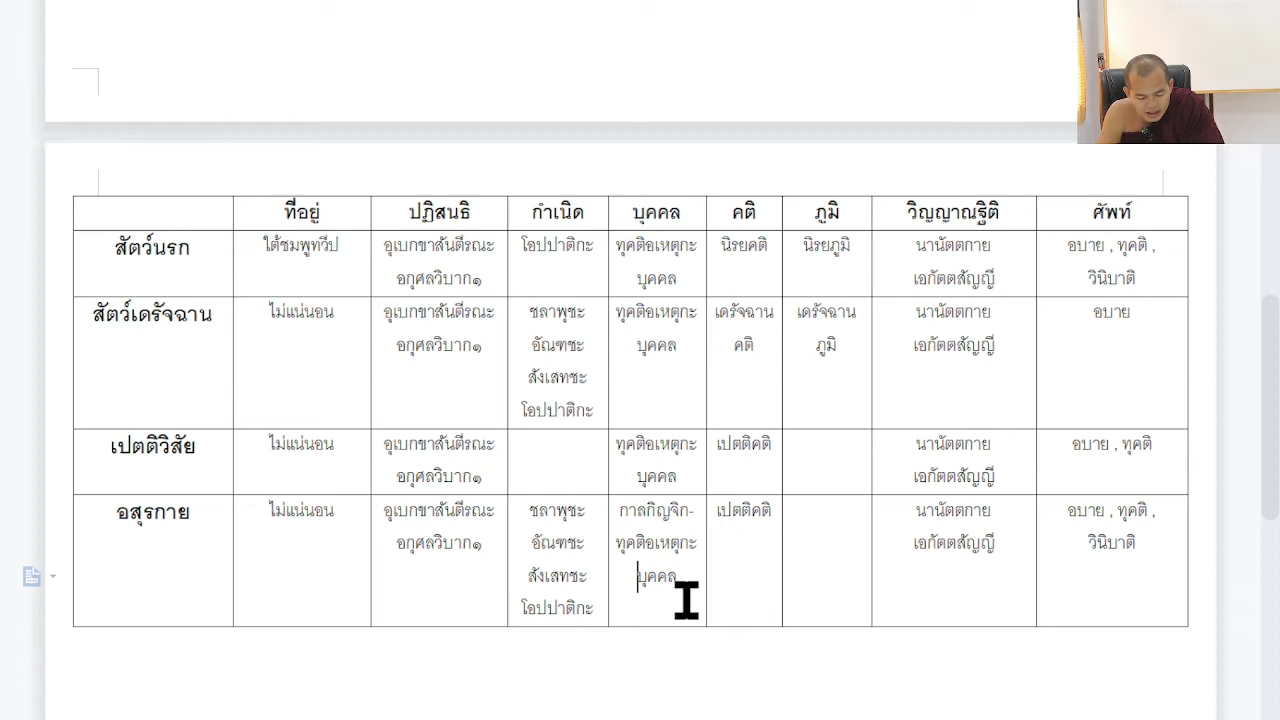 ที่อยู่ ปฏิสนธิ กำเนิด บุคคล คติ ภูมิ วิญญาณฐิติ ศัพท์
สัตว์นรก ใต้ชมพูทวีป อุเบกขาสันตีรณะ โอปปาติกะ ทุคติอเหตุกะ นิรยคติ นิรยภูมิ นานัตตกาย อบาย , ทุคติ ,
อกุศลวิบาก๑ บุคคล เอกัตตสัญญี วินิบาติ
สัตว์เดรัจฉาน ไม่แน่นอน อุเบกขาสันตีรณะ ชลาพุชะ ทุคติอเหตุกะ เดรัจฉาน เดรัจฉาน นานัตตกาย อบาย
อกุศลวิบาก๑ อัณฑชะ บุคคล คติ ภูมิ เอกัตตสัญญี
สังเสทชะ
โอปปาติกะ
เปตติวิสัย ไม่แน่นอน อุเบกขาสันตีรณะ ทุคติอเหตุกะ เปตติคติ นานัตตกาย อบาย , ทุคติ
อกุศลวิบาก๑ บุคคล เอกัตตสัญญี
อสุรกาย ไม่แน่นอน อุเบกขาสันตีรณะ ชลาพุชะ กาลกิญจิก- เปตติคติ นานัตตกาย อบาย , ทุคติ ,
อกุศลวิบาก๑ อัณฑชะ ทุคติอเหตุกะ เอกัตตสัญญี วินิบาติ
สังเสทชะ บุคคล
โอปปาติกะ